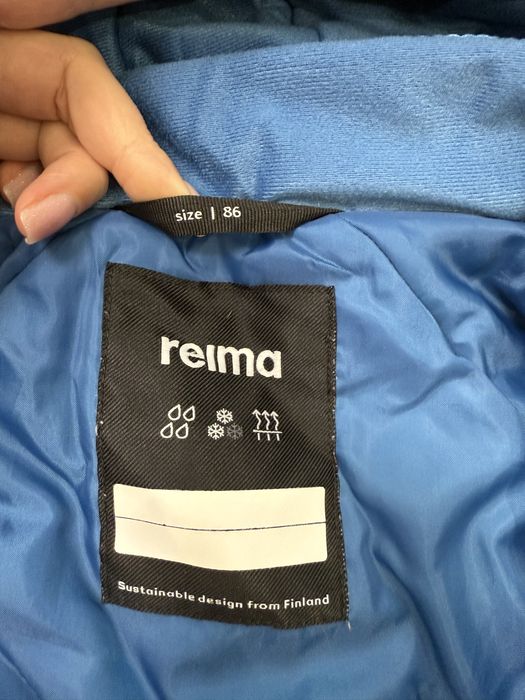 size | 86
reima
Sustainable design from Finland